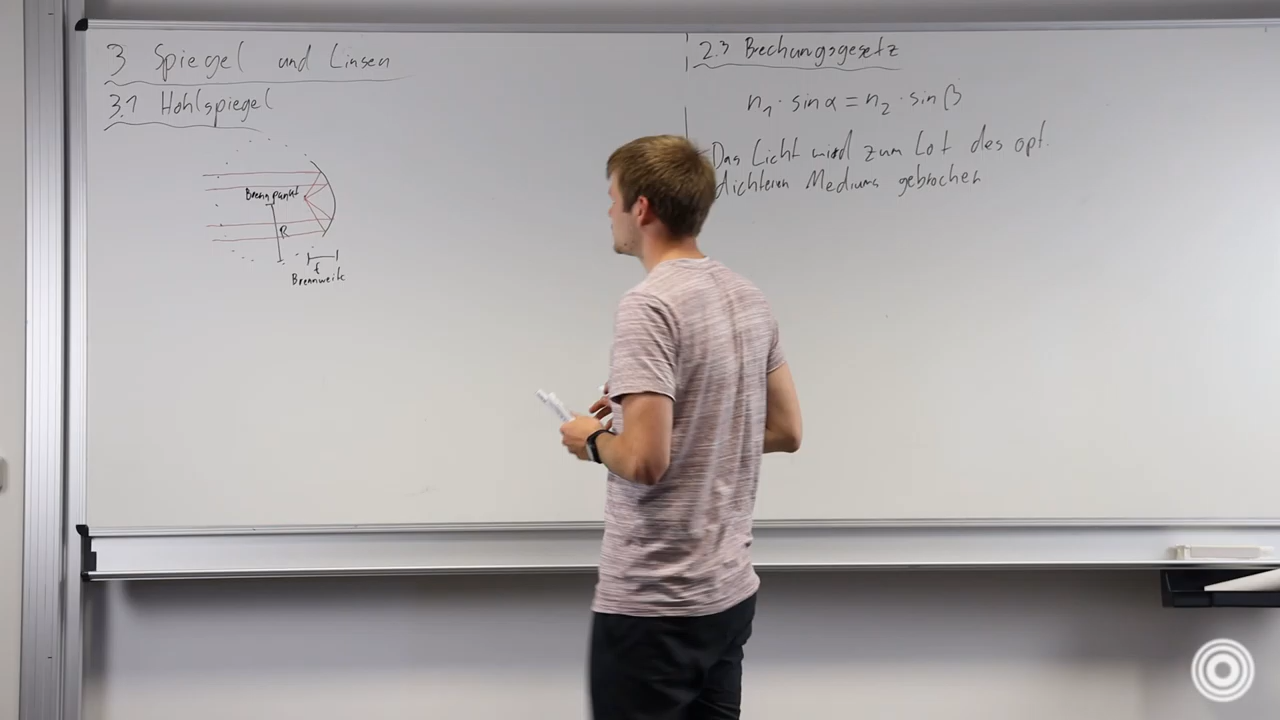 3 Spiegel und Linsen
3.1 Hohlspiegel
Brennpunkt
R
f
Brennweite
2.3 Brechungsgesetz
n₁ · sin α = n₂ · sin β
Das Licht wird zum Lot des opt.
dichteren Mediums gebrochen